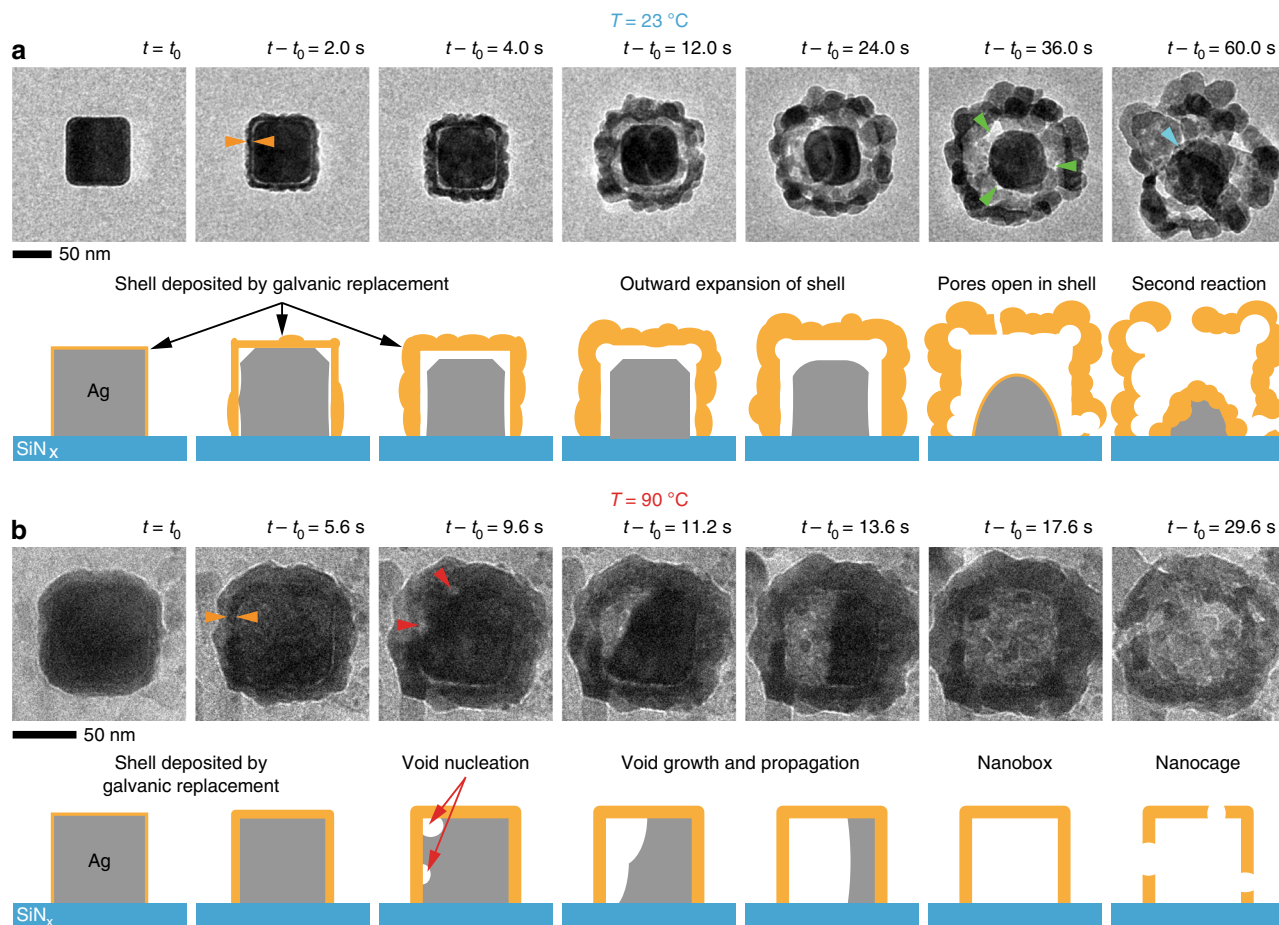 T = 23 °C
a
t = t0
t − t0 = 2.0 s
t − t0 = 4.0 s
t − t0 = 12.0 s
t − t0 = 24.0 s
t − t0 = 36.0 s
t − t0 = 60.0 s
50 nm
Shell deposited by galvanic replacement
Outward expansion of shell
Pores open in shell
Second reaction
Ag
SiNx
T = 90 °C
b
t = t0
t − t0 = 5.6 s
t − t0 = 9.6 s
t − t0 = 11.2 s
t − t0 = 13.6 s
t − t0 = 17.6 s
t − t0 = 29.6 s
50 nm
Shell deposited by
galvanic replacement
Void nucleation
Void growth and propagation
Nanobox
Nanocage
Ag
SiNx